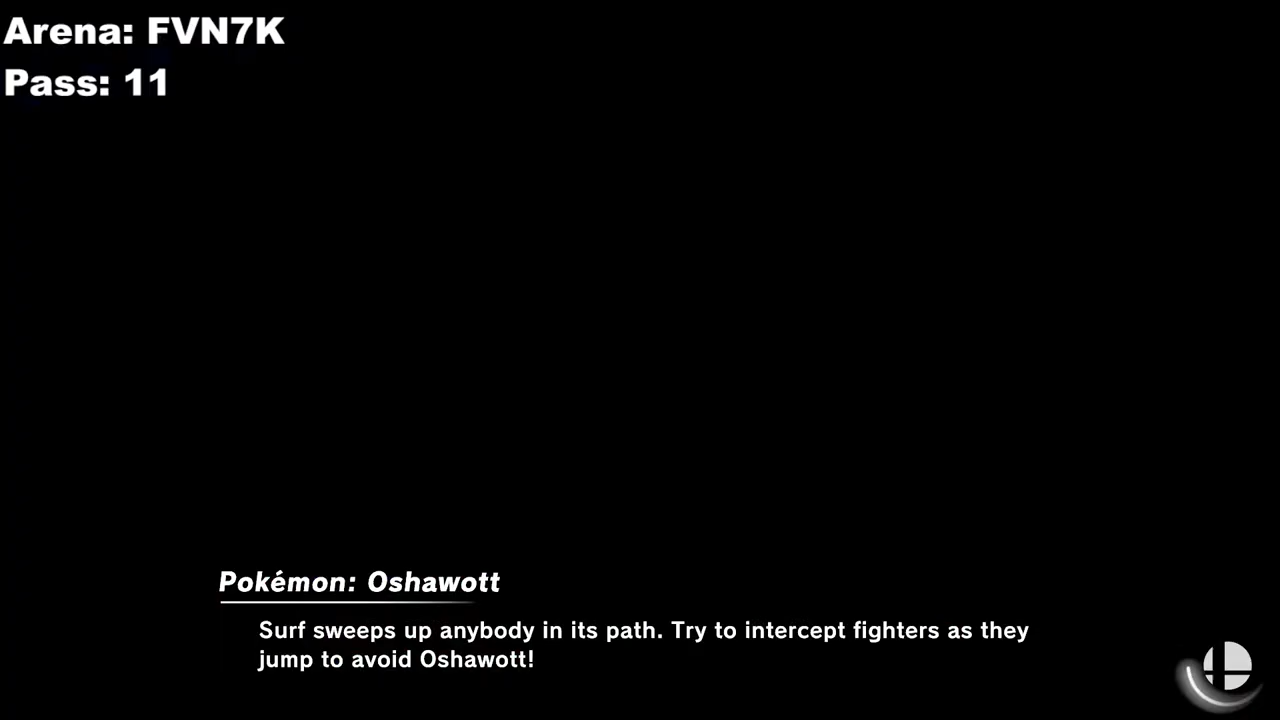 Arena: FVN7K
Pass: 11
Pokémon: Oshawott
Surf sweeps up anybody in its path. Try to intercept fighters as they
jump to avoid Oshawott!